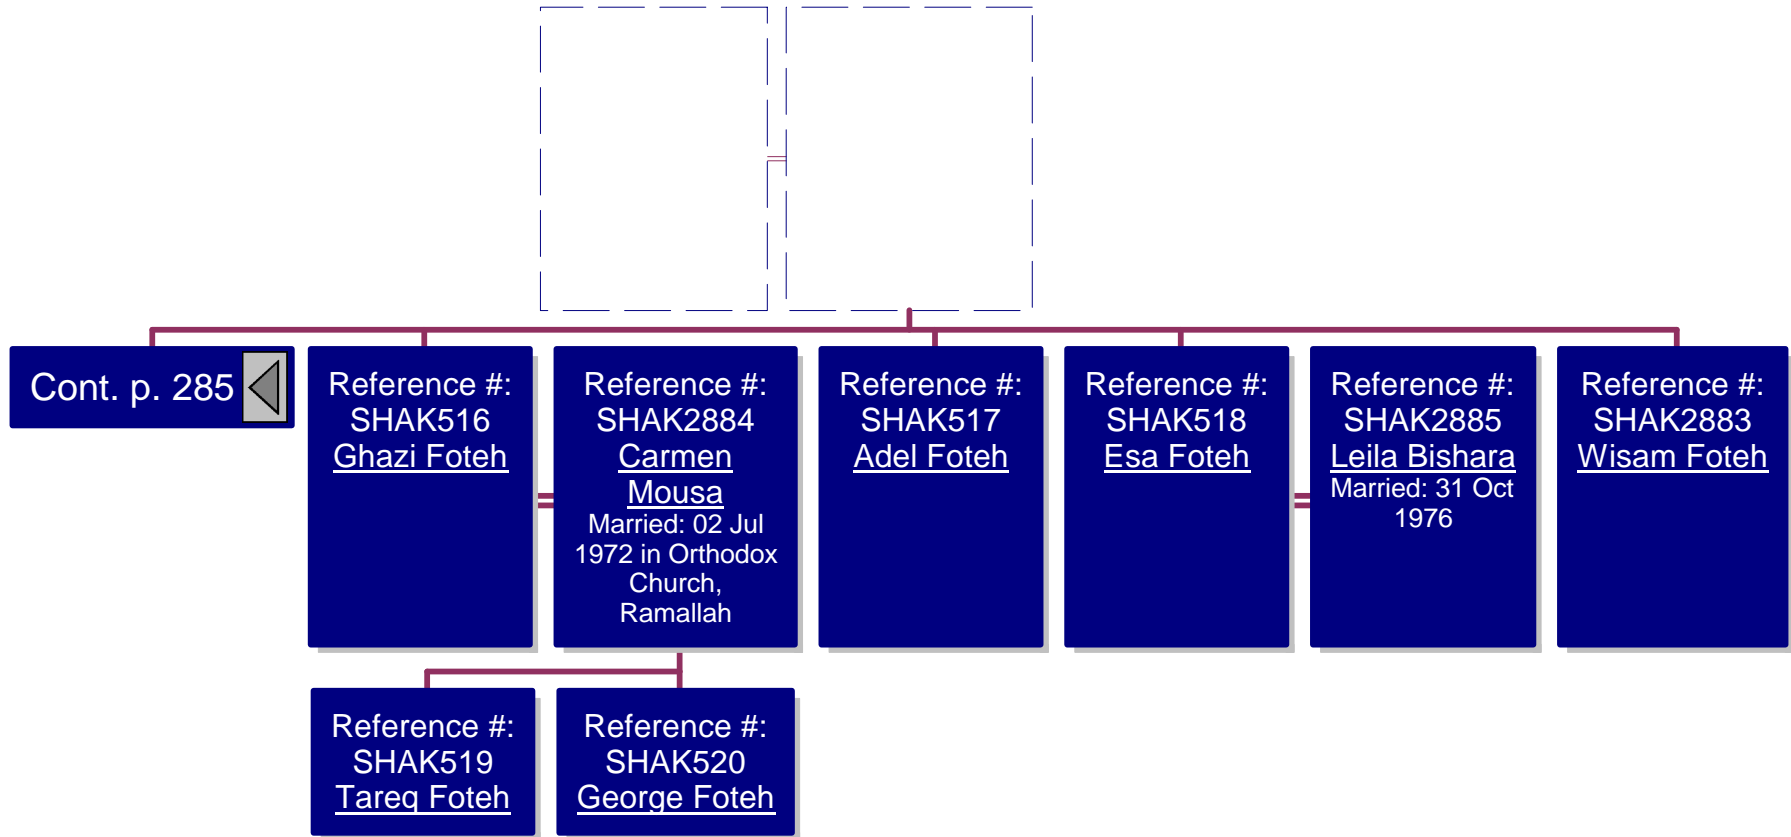 Cont. p. 285
Reference #:
SHAK516
Ghazi Foteh
Reference #:
SHAK2884
Carmen
Mousa
Married: 02 Jul
1972 in Orthodox
Church,
Ramallah
Reference #:
SHAK517
Adel Foteh
Reference #:
SHAK518
Esa Foteh
Reference #:
SHAK2885
Leila Bishara
Married: 31 Oct
1976
Reference #:
SHAK2883
Wisam Foteh
Reference #:
SHAK519
Tareq Foteh
Reference #:
SHAK520
George Foteh